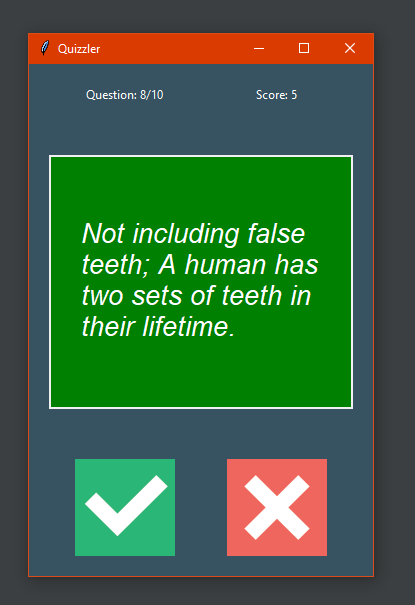 Quizzler
Question: 8/10
Score: 5
Not including false
teeth; A human has
two sets of teeth in
their lifetime.